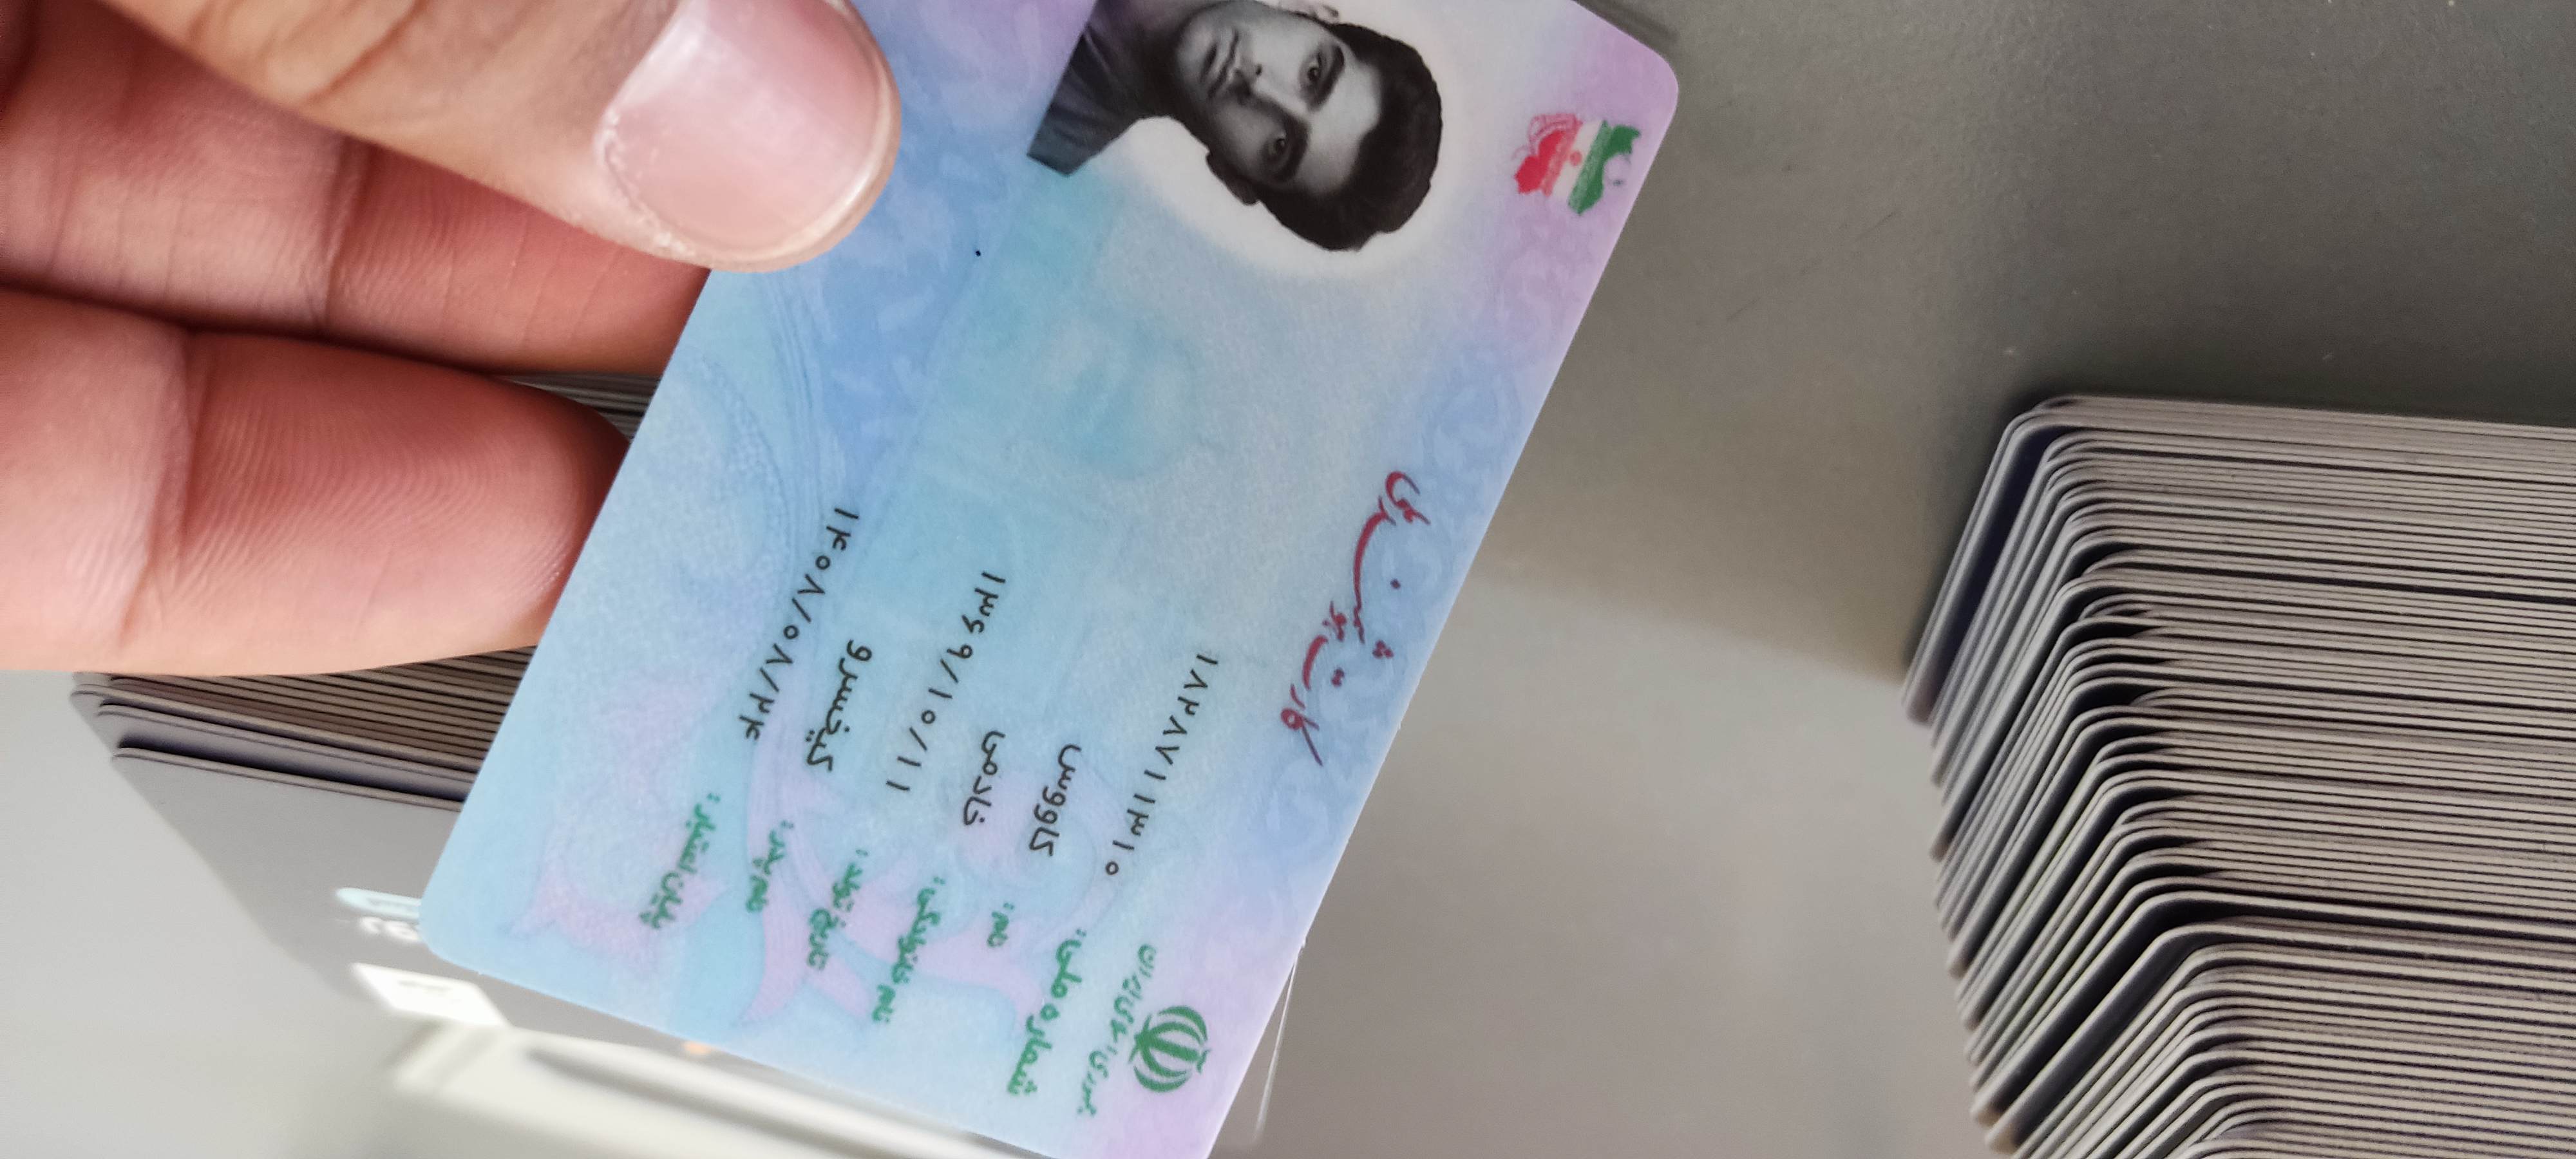 جمهوری اسلامی ایران
کارت هوشمند ملی
شماره ملی: ۱۸۲۸۷۱۱۳۱۰
نام: کاووس
نام خانوادگی: خادمی
تاریخ تولد: ۱۳۶۹/۱۰/۱۱
نام پدر: کیخسرو
پایان اعتبار: ۱۴۰۸/۰۸/۲۴